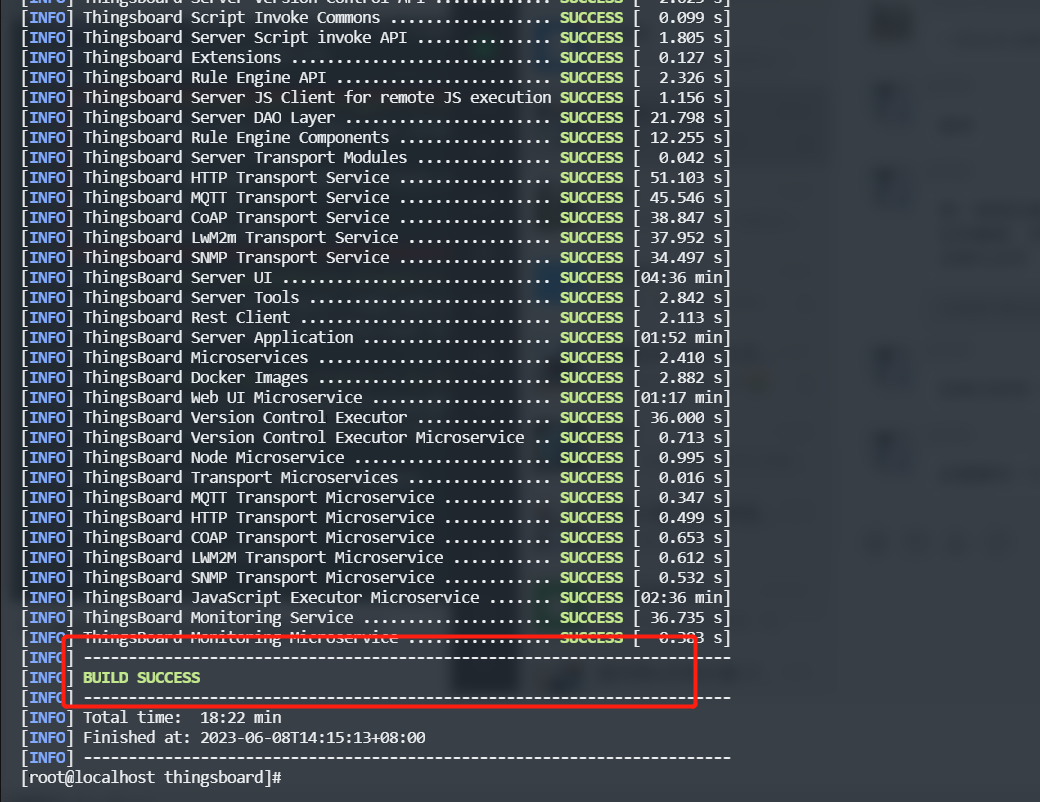 [INFO] Thingsboard Server Version Control API ................ SUCCESS [  2.025 s]
[INFO] Thingsboard Script Invoke Commons .................. SUCCESS [  0.099 s]
[INFO] Thingsboard Server Script invoke API ............... SUCCESS [  1.805 s]
[INFO] Thingsboard Extensions ............................. SUCCESS [  0.127 s]
[INFO] Thingsboard Rule Engine API ........................ SUCCESS [  2.326 s]
[INFO] Thingsboard Server JS Client for remote JS execution SUCCESS [  1.156 s]
[INFO] Thingsboard Server DAO Layer ....................... SUCCESS [ 21.798 s]
[INFO] Thingsboard Rule Engine Components ................. SUCCESS [ 12.255 s]
[INFO] Thingsboard Server Transport Modules ............... SUCCESS [  0.042 s]
[INFO] Thingsboard HTTP Transport Service ................. SUCCESS [ 51.103 s]
[INFO] Thingsboard MQTT Transport Service ................. SUCCESS [ 45.546 s]
[INFO] Thingsboard CoAP Transport Service ................. SUCCESS [ 38.847 s]
[INFO] Thingsboard LwM2m Transport Service ................ SUCCESS [ 37.952 s]
[INFO] Thingsboard SNMP Transport Service ................. SUCCESS [ 34.497 s]
[INFO] ThingsBoard Server UI .............................. SUCCESS [04:36 min]
[INFO] ThingsBoard Server Tools ........................... SUCCESS [  2.842 s]
[INFO] Thingsboard Rest Client ............................ SUCCESS [  2.113 s]
[INFO] ThingsBoard Server Application ..................... SUCCESS [01:52 min]
[INFO] ThingsBoard Microservices .......................... SUCCESS [  2.410 s]
[INFO] ThingsBoard Docker Images .......................... SUCCESS [  2.882 s]
[INFO] ThingsBoard Web UI Microservice .................... SUCCESS [01:17 min]
[INFO] ThingsBoard Version Control Executor ............... SUCCESS [ 36.000 s]
[INFO] ThingsBoard Version Control Executor Microservice .. SUCCESS [  0.713 s]
[INFO] ThingsBoard Node Microservice ...................... SUCCESS [  0.995 s]
[INFO] ThingsBoard Transport Microservices ................ SUCCESS [  0.016 s]
[INFO] ThingsBoard MQTT Transport Microservice ............ SUCCESS [  0.347 s]
[INFO] ThingsBoard HTTP Transport Microservice ............ SUCCESS [  0.499 s]
[INFO] ThingsBoard COAP Transport Microservice ............ SUCCESS [  0.653 s]
[INFO] ThingsBoard LWM2M Transport Microservice ........... SUCCESS [  0.612 s]
[INFO] ThingsBoard SNMP Transport Microservice ............ SUCCESS [  0.532 s]
[INFO] ThingsBoard JavaScript Executor Microservice ....... SUCCESS [02:36 min]
[INFO] ThingsBoard Monitoring Service ..................... SUCCESS [ 36.735 s]
[INFO] ThingsBoard Monitoring Microservice ................ SUCCESS [  0.383 s]
[INFO] ------------------------------------------------------------------------
[INFO] BUILD SUCCESS
[INFO] ------------------------------------------------------------------------
[INFO] Total time:  18:22 min
[INFO] Finished at: 2023-06-08T14:15:13+08:00
[INFO] ------------------------------------------------------------------------
[root@localhost thingsboard]#